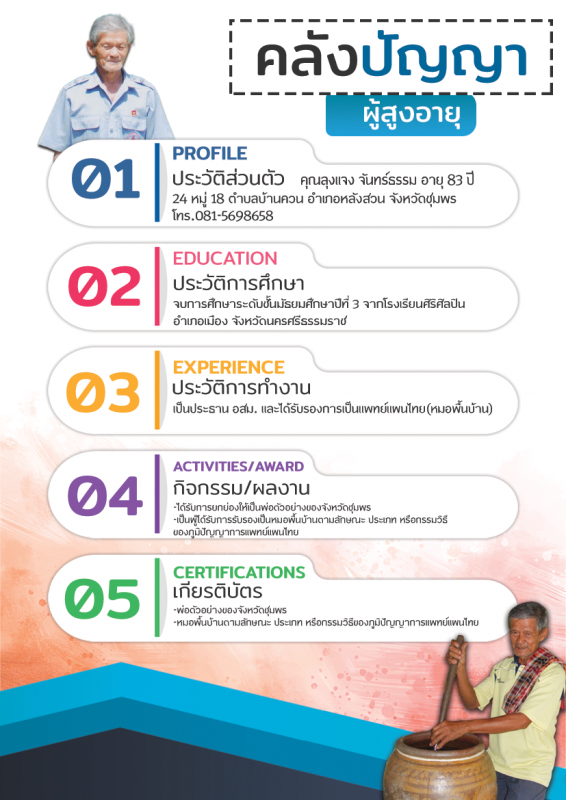 คลังปัญญา
ผู้สูงอายุ
01
PROFILE
ประวัติส่วนตัว คุณลุงแจง จันทร์ธรรม อายุ 83 ปี
24 หมู่ 18 ตำบลบ้านควน อำเภอหลังสวน จังหวัดชุมพร
โทร.081-5698658
02
EDUCATION
ประวัติการศึกษา
จบการศึกษาระดับชั้นมัธยมศึกษาปีที่ 3 จากโรงเรียนศิริศิลปิน
อำเภอเมือง จังหวัดนครศรีธรรมราช
03
EXPERIENCE
ประวัติการทำงาน
เป็นประธาน อสม. และได้รับรองการเป็นแพทย์แผนไทย(หมอพื้นบ้าน)
04
ACTIVITIES/AWARD
กิจกรรม/ผลงาน
-ได้รับการยกย่องให้เป็นพ่อตัวอย่างของจังหวัดชุมพร
-เป็นผู้ได้รับการรับรองเป็นหมอพื้นบ้านตามลักษณะ ประเภท หรือกรรมวิธี
ของภูมิปัญญาการแพทย์แผนไทย
05
CERTIFICATIONS
เกียรติบัตร
-พ่อตัวอย่างของจังหวัดชุมพร
-หมอพื้นบ้านตามลักษณะ ประเภท หรือกรรมวิธีของภูมิปัญญาการแพทย์แผนไทย